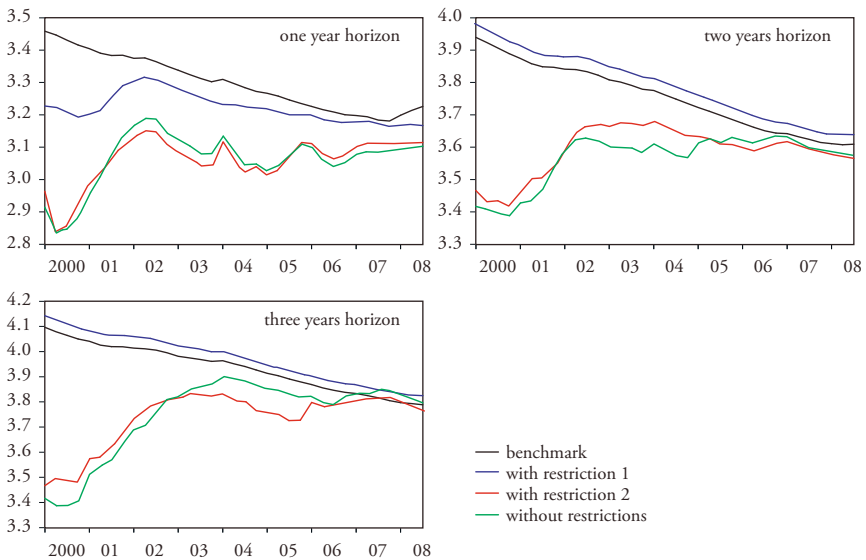 one year horizon
3.5
3.4
3.3
3.2
3.1
3.0
2.9
2.8
2000 01 02 03 04 05 06 07 08
two years horizon
4.0
3.9
3.8
3.7
3.6
3.5
3.4
3.3
2000 01 02 03 04 05 06 07 08
three years horizon
4.2
4.1
4.0
3.9
3.8
3.7
3.6
3.5
3.4
3.3
2000 01 02 03 04 05 06 07 08
benchmark
with restriction 1
with restriction 2
without restrictions